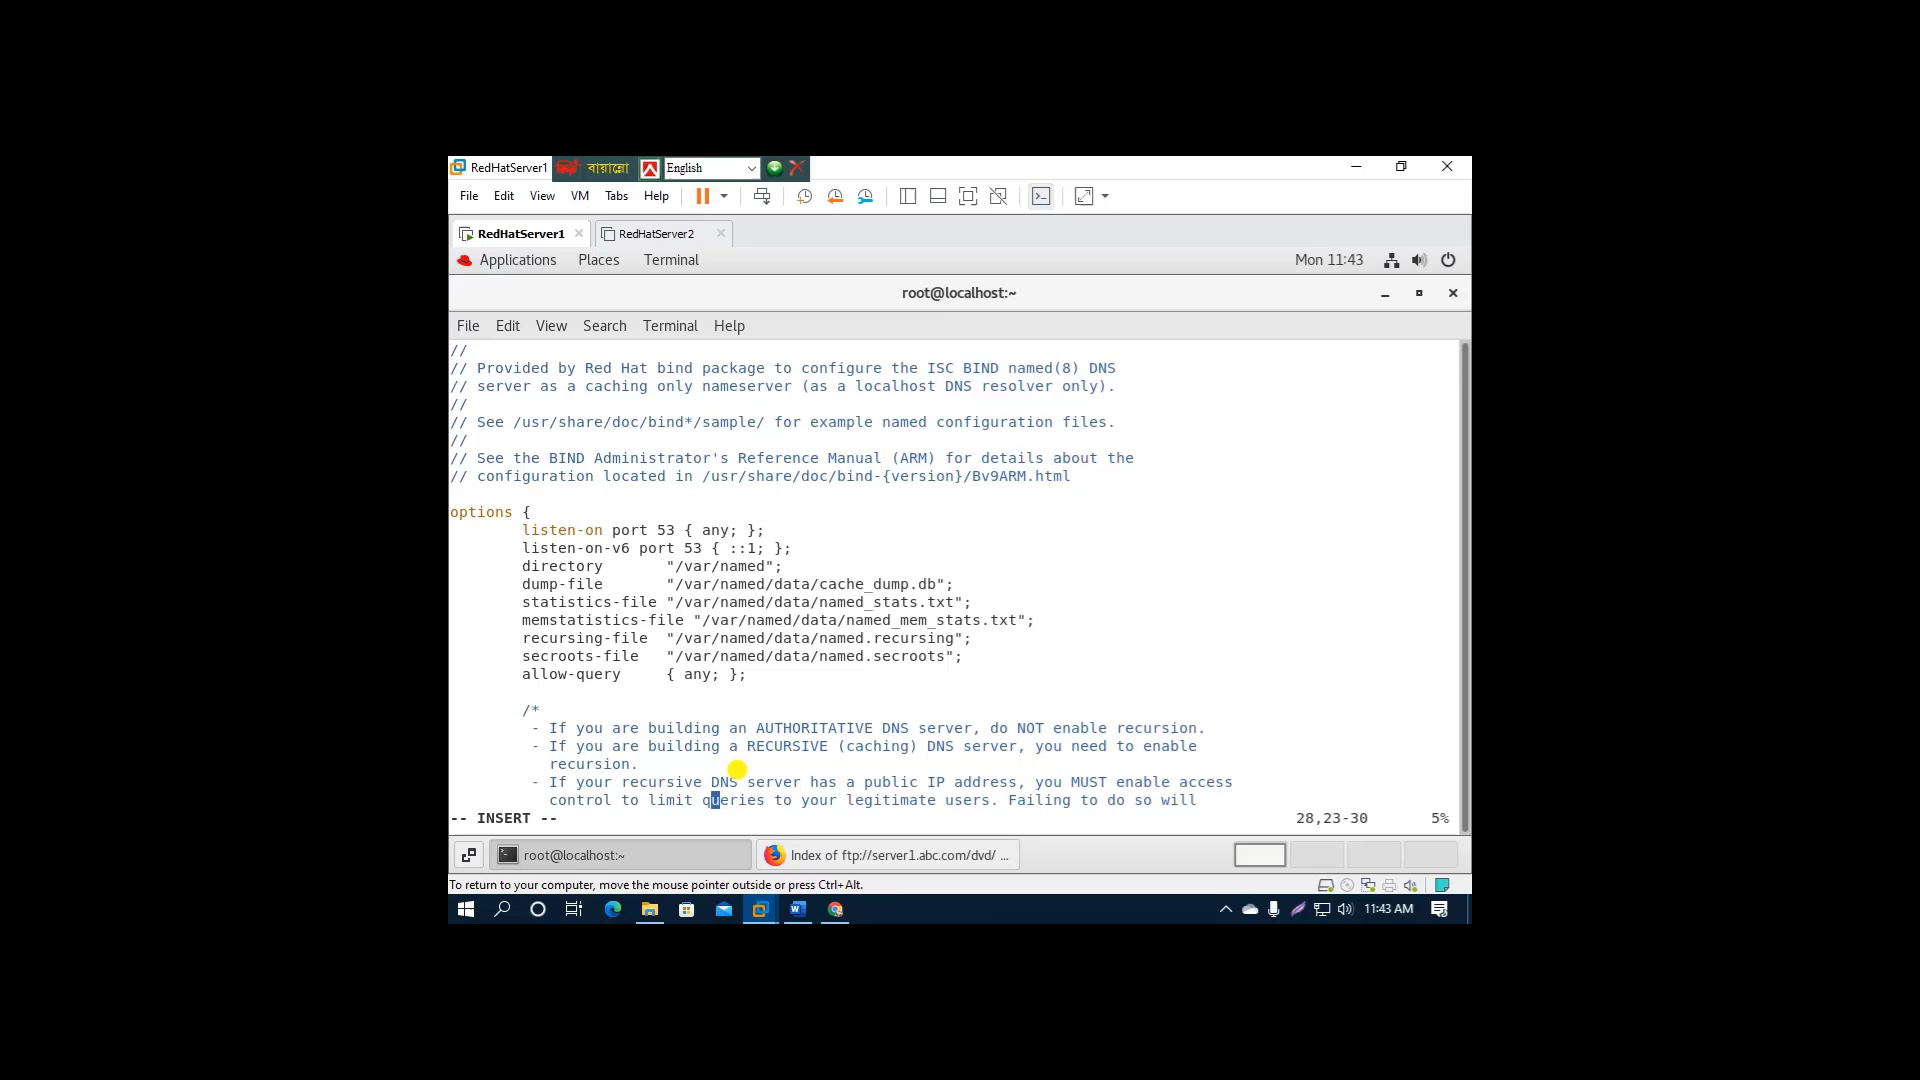 RedHatServer1 বায়ান্নো English
File Edit View VM Tabs Help
RedHatServer1 RedHatServer2
Applications Places Terminal Mon 11:43
root@localhost:~
File Edit View Search Terminal Help
//
// Provided by Red Hat bind package to configure the ISC BIND named(8) DNS
// server as a caching only nameserver (as a localhost DNS resolver only).
//
// See /usr/share/doc/bind*/sample/ for example named configuration files.
//
// See the BIND Administrator's Reference Manual (ARM) for details about the
// configuration located in /usr/share/doc/bind-{version}/Bv9ARM.html
options {
listen-on port 53 { any; };
listen-on-v6 port 53 { ::1; };
directory "/var/named";
dump-file "/var/named/data/cache_dump.db";
statistics-file "/var/named/data/named_stats.txt";
memstatistics-file "/var/named/data/named_mem_stats.txt";
recursing-file "/var/named/data/named.recursing";
secroots-file "/var/named/data/named.secroots";
allow-query { any; };
/*
- If you are building an AUTHORITATIVE DNS server, do NOT enable recursion.
- If you are building a RECURSIVE (caching) DNS server, you need to enable
recursion.
- If your recursive DNS server has a public IP address, you MUST enable access
control to limit queries to your legitimate users. Failing to do so will
-- INSERT -- 28,23-30 5%
root@localhost:~ Index of ftp://server1.abc.com/dvd/ ...
To return to your computer, move the mouse pointer outside or press Ctrl+Alt.
11:43 AM